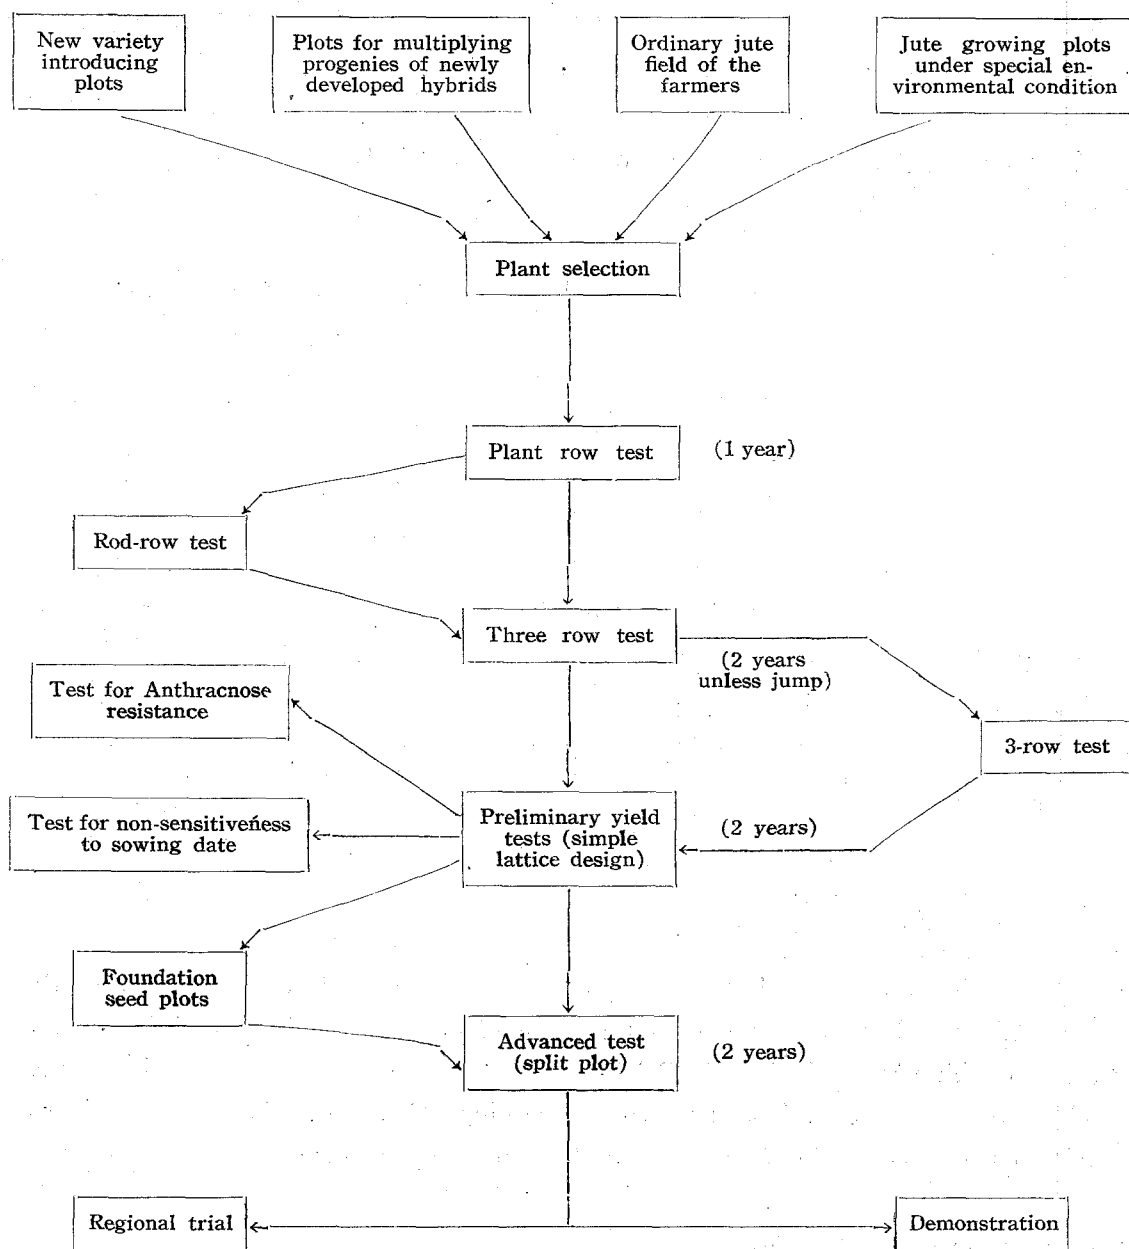 New variety
introducing
plots
Plots for multiplying
progenies of newly
developed hybrids
Ordinary jute
field of the
farmers
Jute growing plots
under special en-
vironmental condition
Plant selection
Plant row test
(1 year)
Rod-row test
Three row test
(2 years
unless jump)
Test for Anthracnose
resistance
3-row test
Test for non-sensitiveness
to sowing date
Preliminary yield
tests (simple
lattice design)
(2 years)
Foundation
seed plots
Advanced test
(split plot)
(2 years)
Regional trial
Demonstration